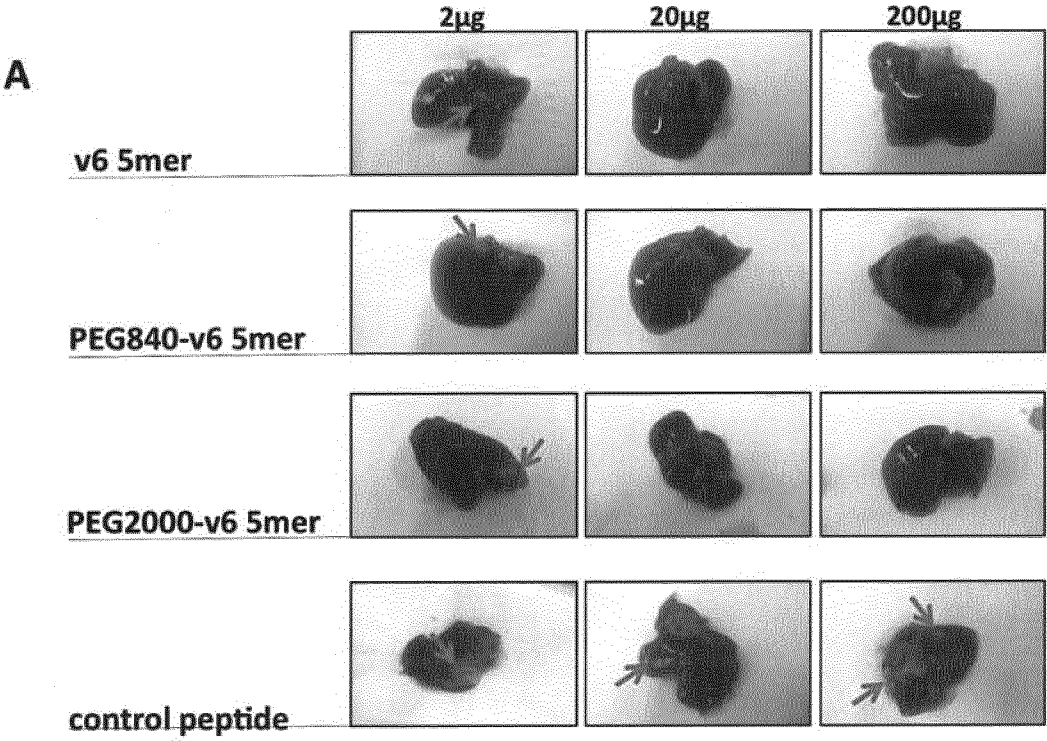 2µg 20µg 200µg
A
v6 5mer
PEG840-v6 5mer
PEG2000-v6 5mer
control peptide